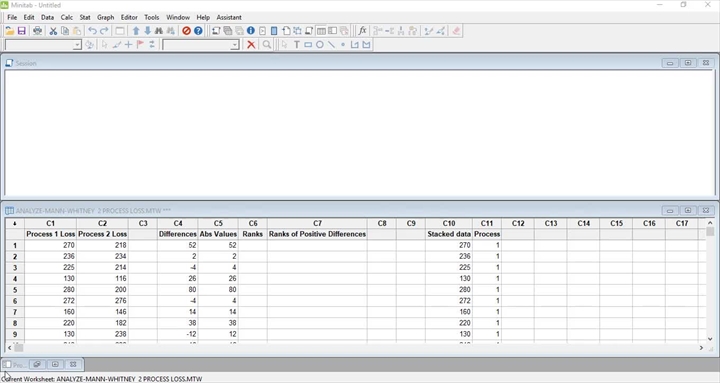 Minitab - Untitled
File Edit Data Calc Stat Graph Editor Tools Window Help Assistant
Session
ANALYZE-MANN-WHITNEY 2 PROCESS LOSS.MTW ***
C1 C2 C3 C4 C5 C6 C7 C8 C9 C10 C11 C12 C13 C14 C15 C16 C17
Process 1 Loss Process 2 Loss Differences Abs Values Ranks Ranks of Positive Differences Stacked data Process
1 270 218 52 52 270 1
2 236 234 2 2 236 1
3 225 214 -4 4 225 1
4 130 116 26 26 130 1
5 280 200 80 80 280 1
6 272 276 -4 4 272 1
7 160 146 14 14 160 1
8 220 182 38 38 220 1
9 130 238 -12 12 130 1
Current Worksheet: ANALYZE-MANN-WHITNEY 2 PROCESS LOSS.MTW